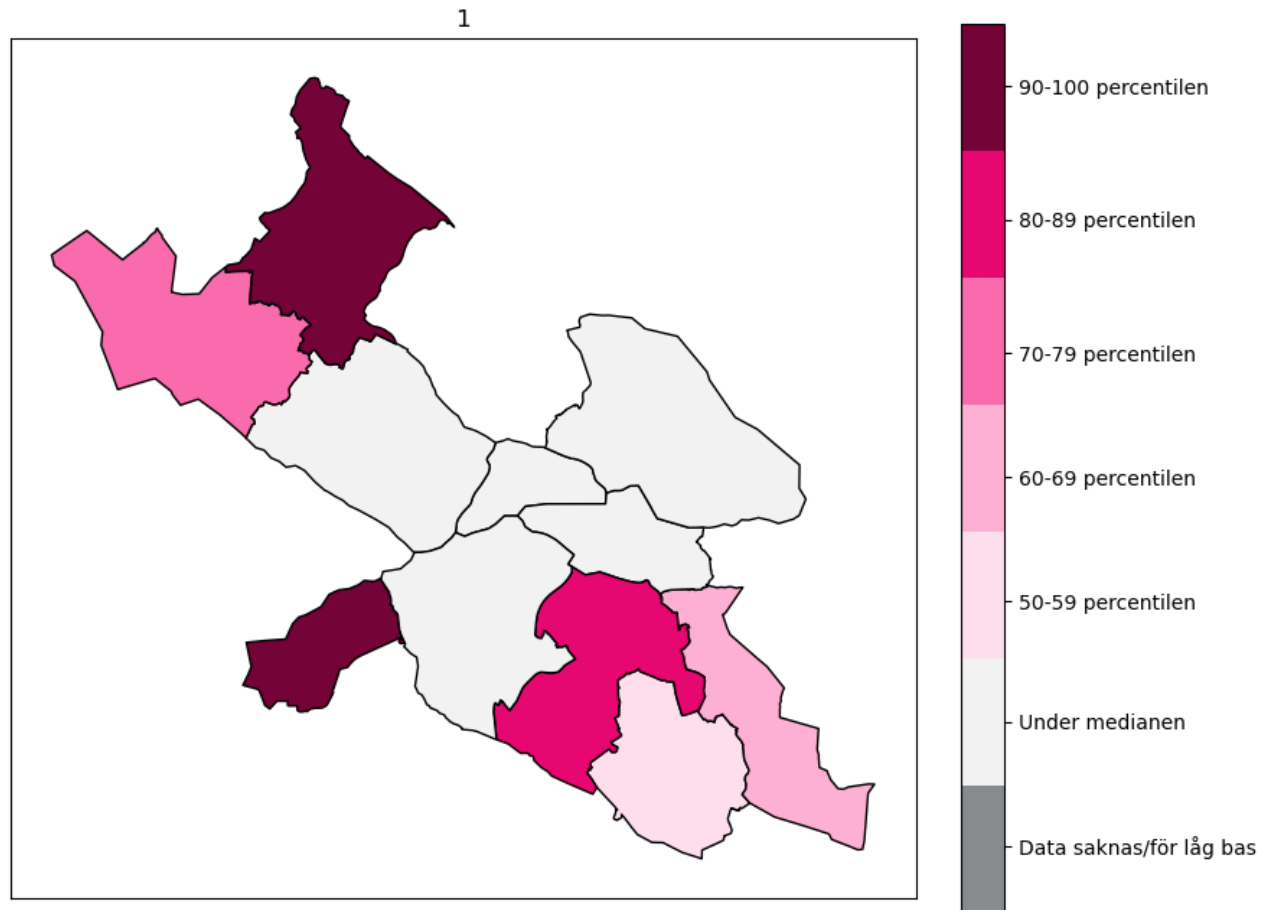 1
90-100 percentilen
80-89 percentilen
70-79 percentilen
60-69 percentilen
50-59 percentilen
Under medianen
Data saknas/för låg bas